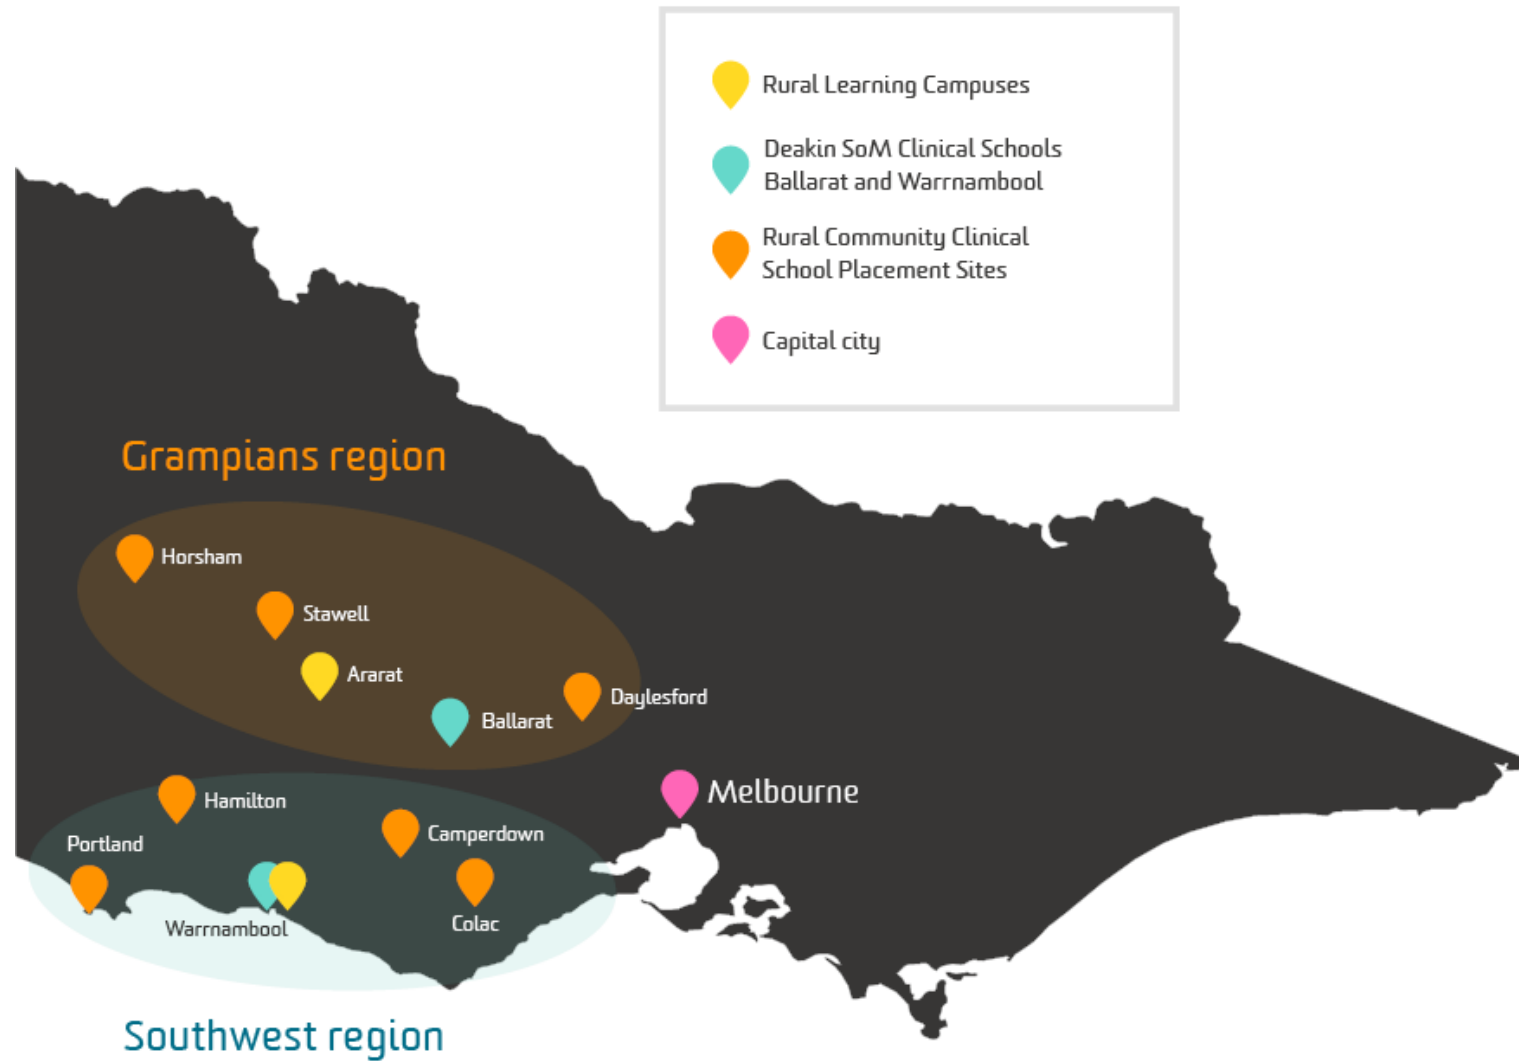 Rural Learning Campuses
Deakin SoM Clinical Schools
Ballarat and Warrnambool
Rural Community Clinical
School Placement Sites
Capital city
Grampians region
Horsham
Stawell
Ararat
Daylesford
Ballarat
Melbourne
Hamilton
Camperdown
Portland
Colac
Warrnambool
Southwest region